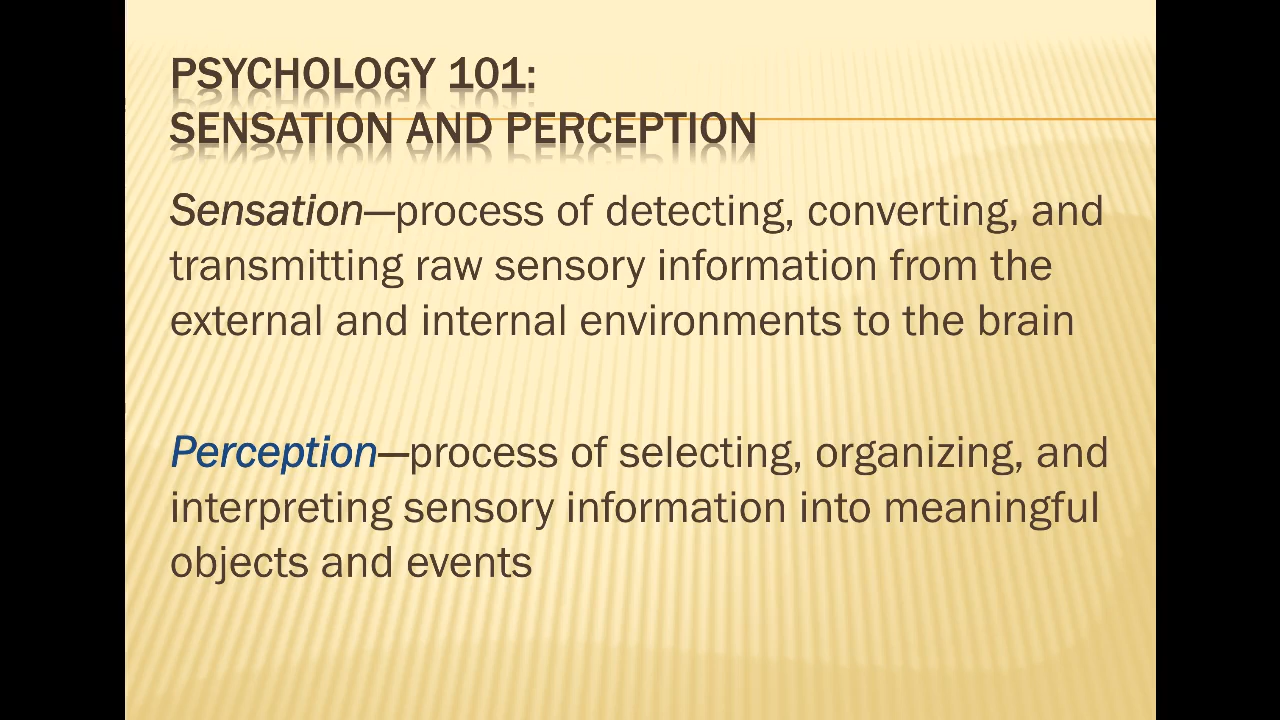 PSYCHOLOGY 101:
SENSATION AND PERCEPTION
Sensation—process of detecting, converting, and
transmitting raw sensory information from the
external and internal environments to the brain
Perception—process of selecting, organizing, and
interpreting sensory information into meaningful
objects and events